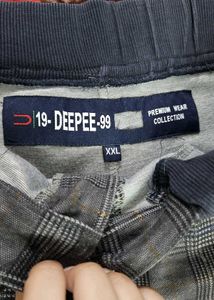 19- DEEPEE-99
PREMIUM WEAR
COLLECTION
XXL